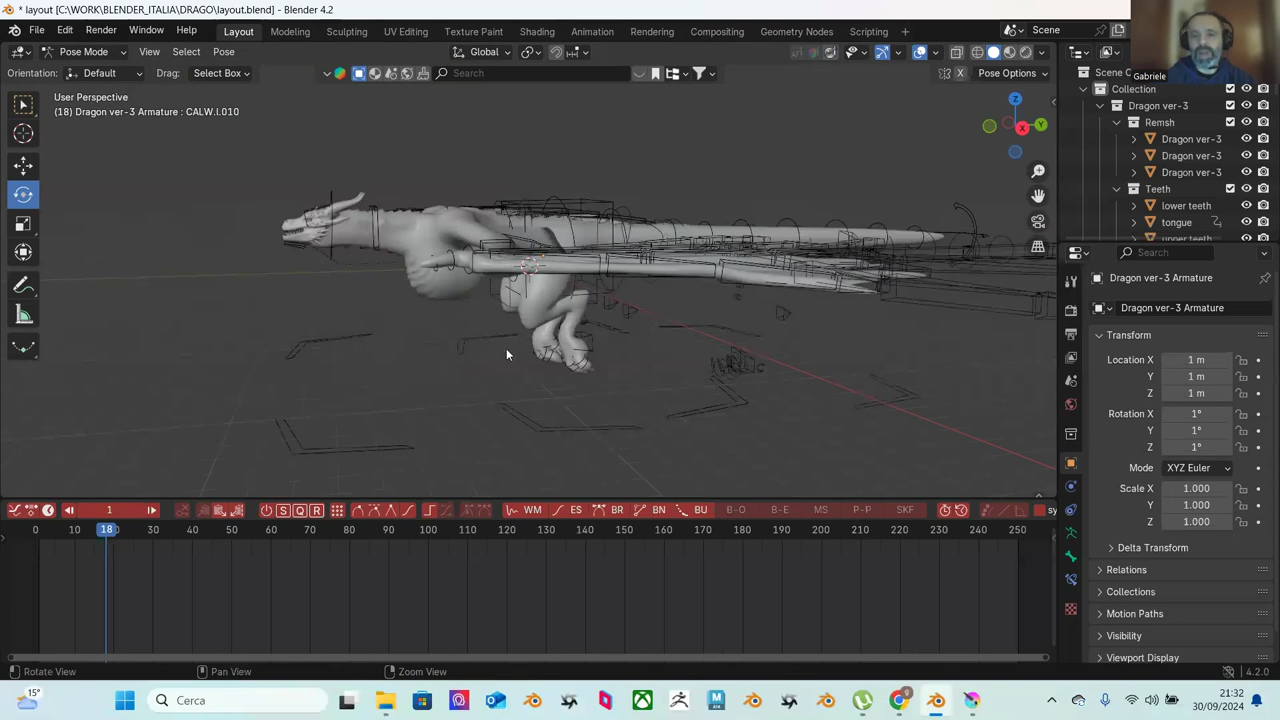 * layout [C:\WORK\BLENDER_ITALIA\DRAGO\layout.blend] - Blender 4.2
File Edit Render Window Help Layout Modeling Sculpting UV Editing Texture Paint Shading Animation Rendering Compositing Geometry Nodes Scripting Scene
Pose Mode View Select Pose Global
Orientation: Default Drag: Select Box Search X Pose Options
Gabriele
Scene C
Collection
Dragon ver-3
Remsh
Dragon ver-3
Dragon ver-3
Dragon ver-3
Teeth
lower teeth
tongue
upper teeth
User Perspective
(18) Dragon ver-3 Armature : CALW.l.010
Z
Y
X
Search
Dragon ver-3 Armature
Dragon ver-3 Armature
Transform
Location X 1 m
Y 1 m
Z 1 m
Rotation X 1°
Y 1°
Z 1°
Mode XYZ Euler
Scale X 1.000
Y 1.000
Z 1.000
Delta Transform
Relations
Collections
Motion Paths
Visibility
Viewport Display
1 S Q R WM ES BR BN BU B-O B-E MS P-P SKF sy
0 10 18 30 40 50 60 70 80 90 100 110 120 130 140 150 160 170 180 190 200 210 220 230 240 250
Rotate View Pan View Zoom View 4.2.0
15° Cerca 21:32
30/09/2024